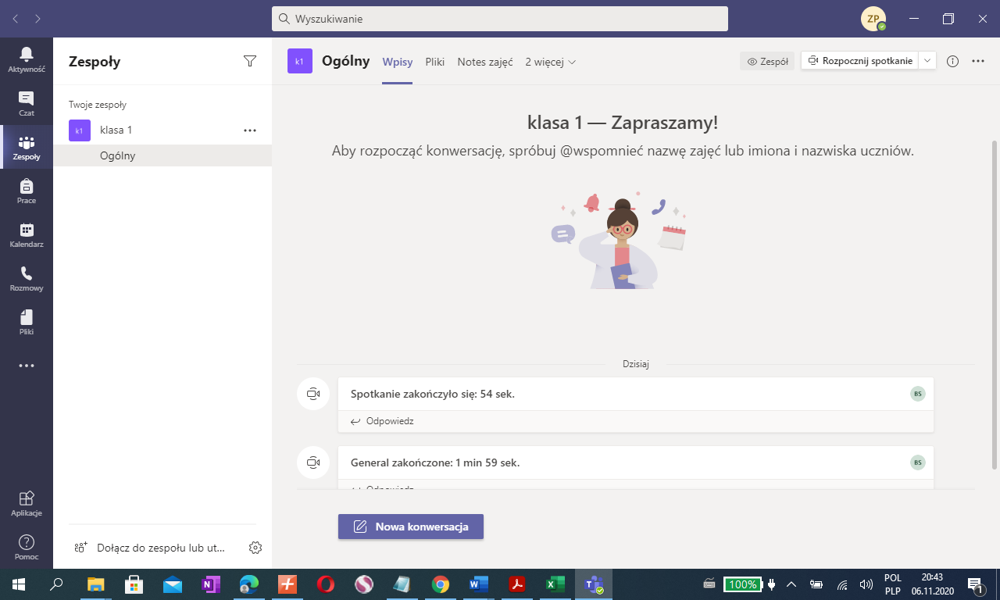 Wyszukiwanie
ZP
Aktywność
Czat
Zespoły
Prace
Kalendarz
Rozmowy
Pliki
Aplikacje
Pomoc
Zespoły
Twoje zespoły
k1 klasa 1
Ogólny
Dołącz do zespołu lub ut...
k1 Ogólny Wpisy Pliki Notes zajęć 2 więcej
Zespół Rozpocznij spotkanie
klasa 1 — Zapraszamy!
Aby rozpocząć konwersację, spróbuj @wspomnieć nazwę zajęć lub imiona i nazwiska uczniów.
Dzisiaj
Spotkanie zakończyło się: 54 sek. BS
Odpowiedz
General zakończone: 1 min 59 sek. BS
Odpowiedz
Nowa konwersacja
100% POL 20:43
PLP 06.11.2020 1